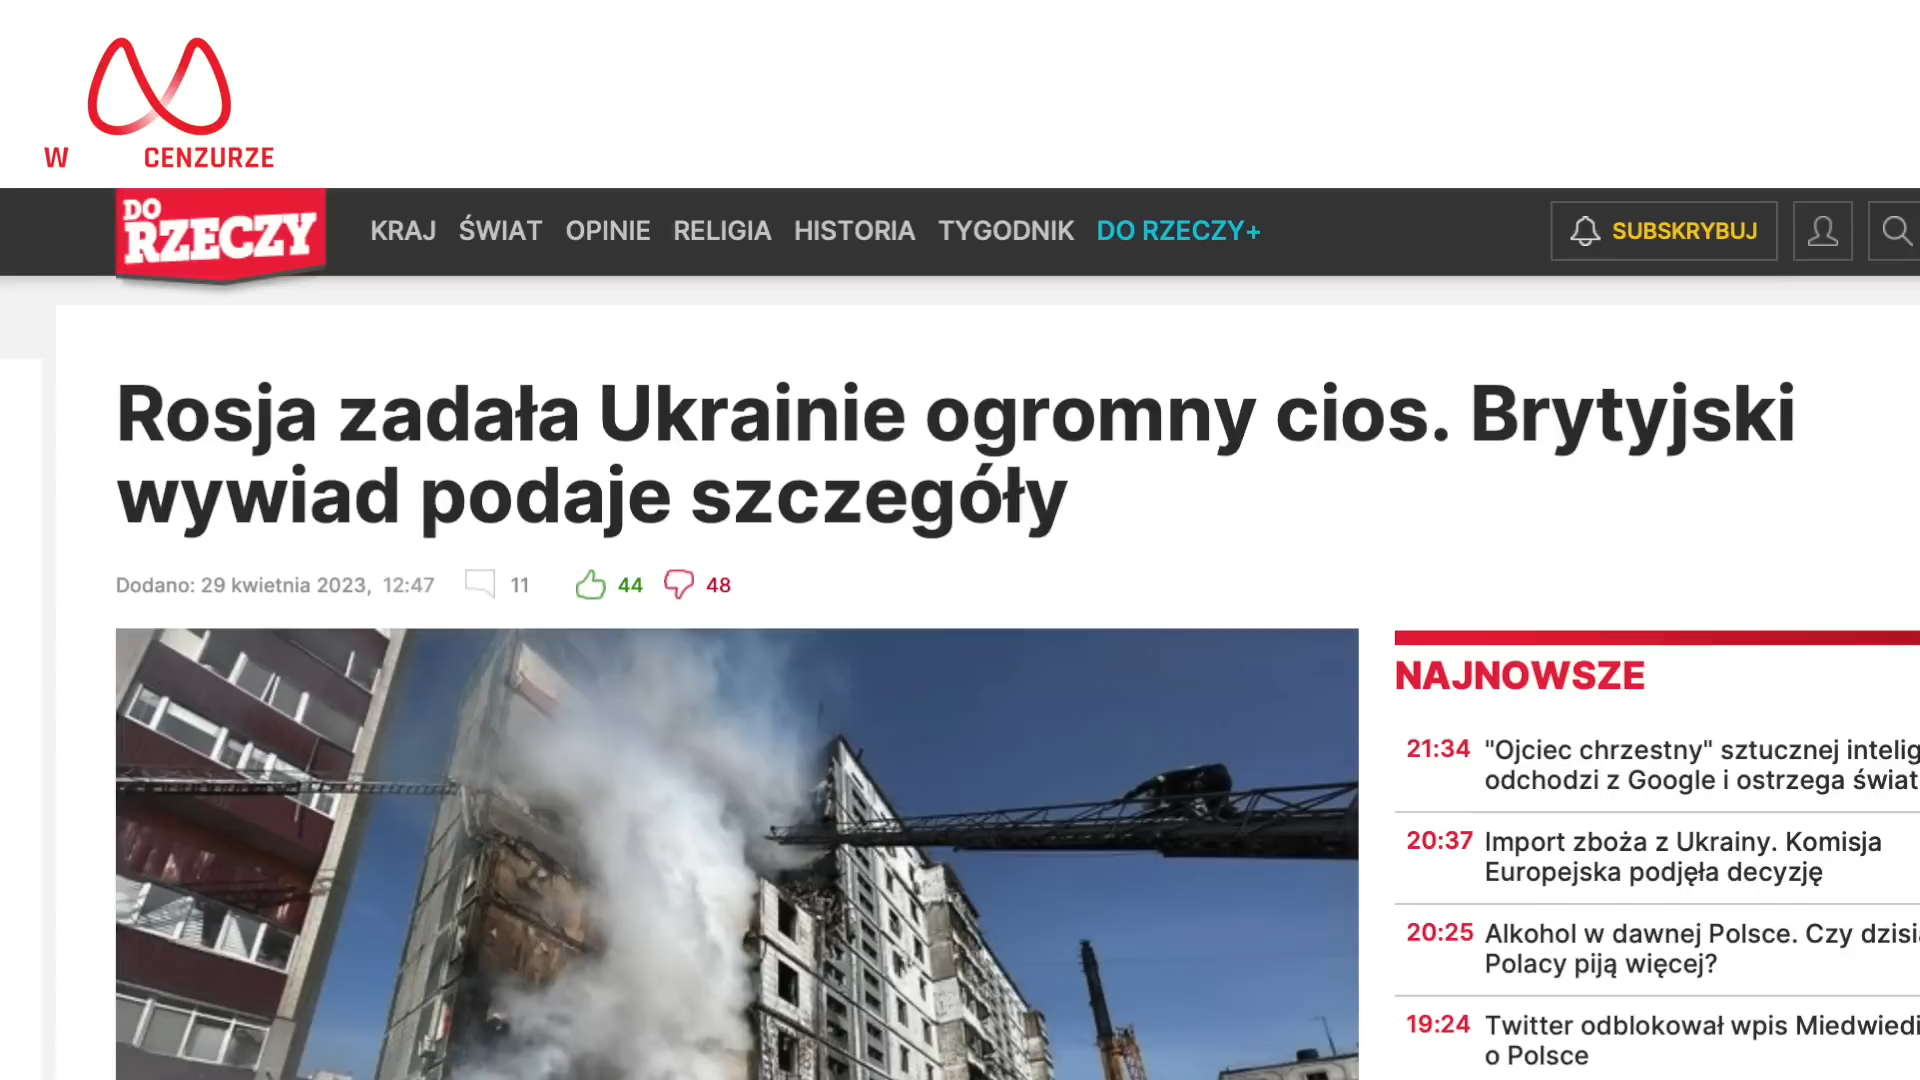 W CENZURZE
DO
RZECZY
KRAJ ŚWIAT OPINIE RELIGIA HISTORIA TYGODNIK DO RZECZY+
SUBSKRYBUJ
Rosja zadała Ukrainie ogromny cios. Brytyjski
wywiad podaje szczegóły
Dodano: 29 kwietnia 2023, 12:47 11 44 48
NAJNOWSZE
21:34 "Ojciec chrzestny" sztucznej intelig
odchodzi z Google i ostrzega świat
20:37 Import zboża z Ukrainy. Komisja
Europejska podjęła decyzję
20:25 Alkohol w dawnej Polsce. Czy dzisi
Polacy piją więcej?
19:24 Twitter odblokował wpis Miedwiedi
o Polsce